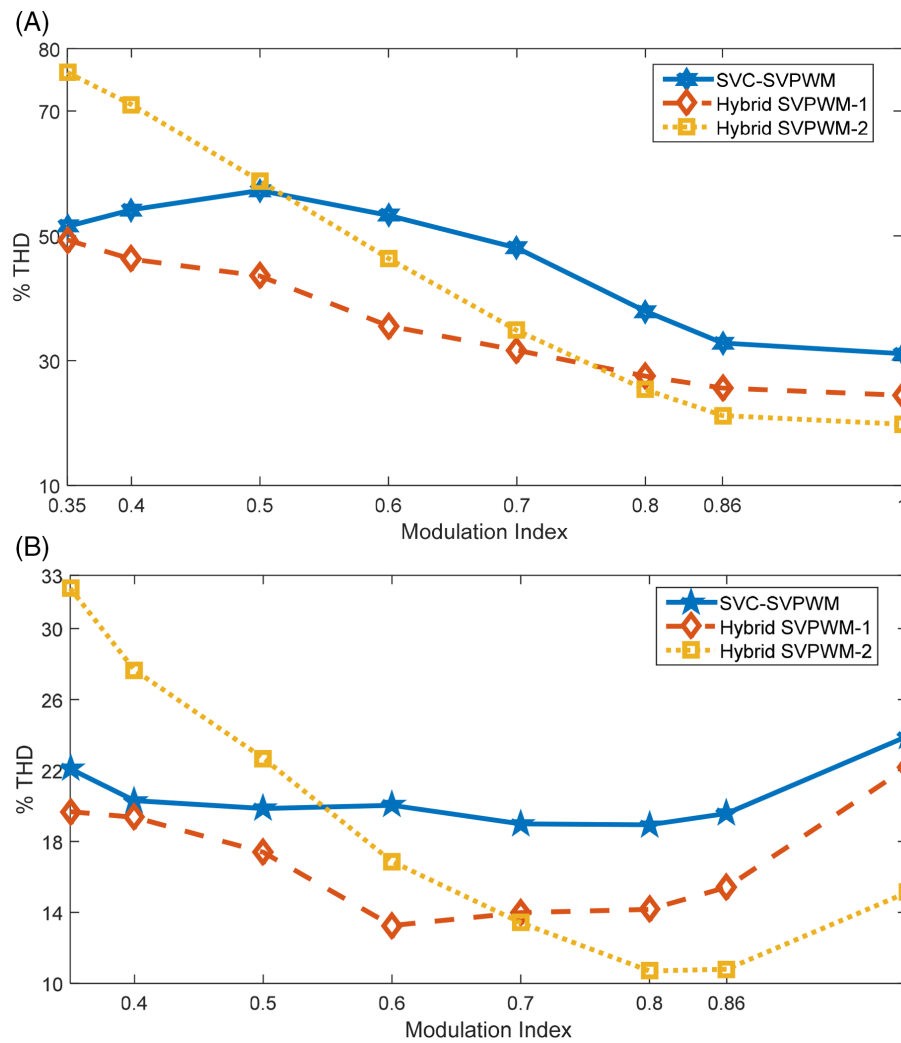 (A)
80
70
50
30
10
% THD
SVC-SVPWM
Hybrid SVPWM-1
Hybrid SVPWM-2
0.35 0.4 0.5 0.6 0.7 0.8 0.86 1
Modulation Index
(B)
33
30
26
22
18
14
10
% THD
SVC-SVPWM
Hybrid SVPWM-1
Hybrid SVPWM-2
0.4 0.5 0.6 0.7 0.8 0.86
Modulation Index